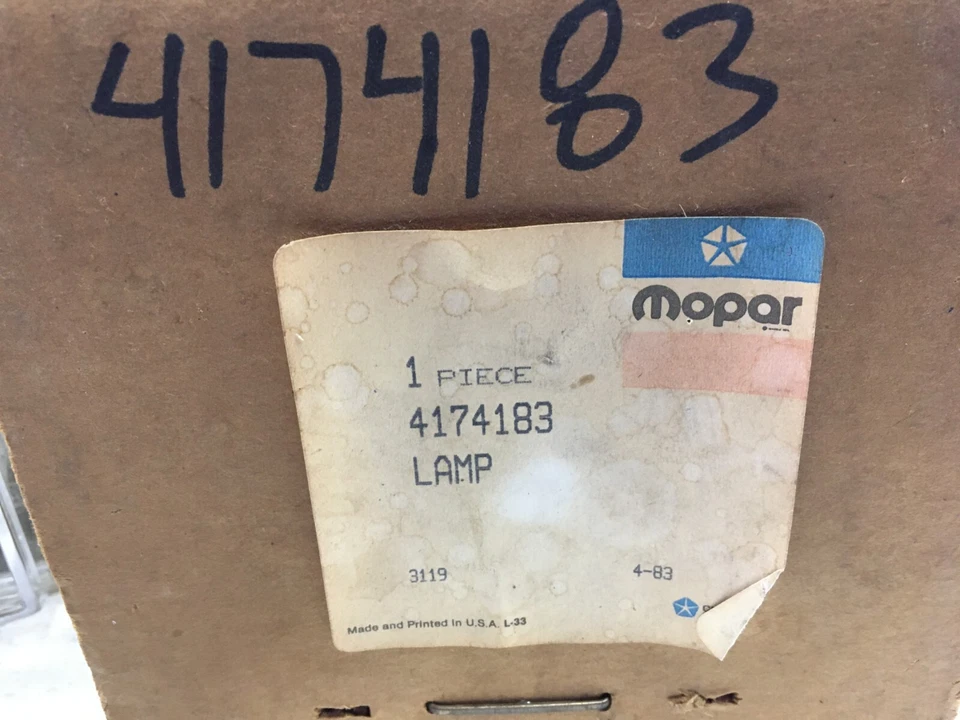 4174183
Mopar
1 PIECE
4174183
LAMP
3119 4-83
Made and Printed in U.S.A. L-33